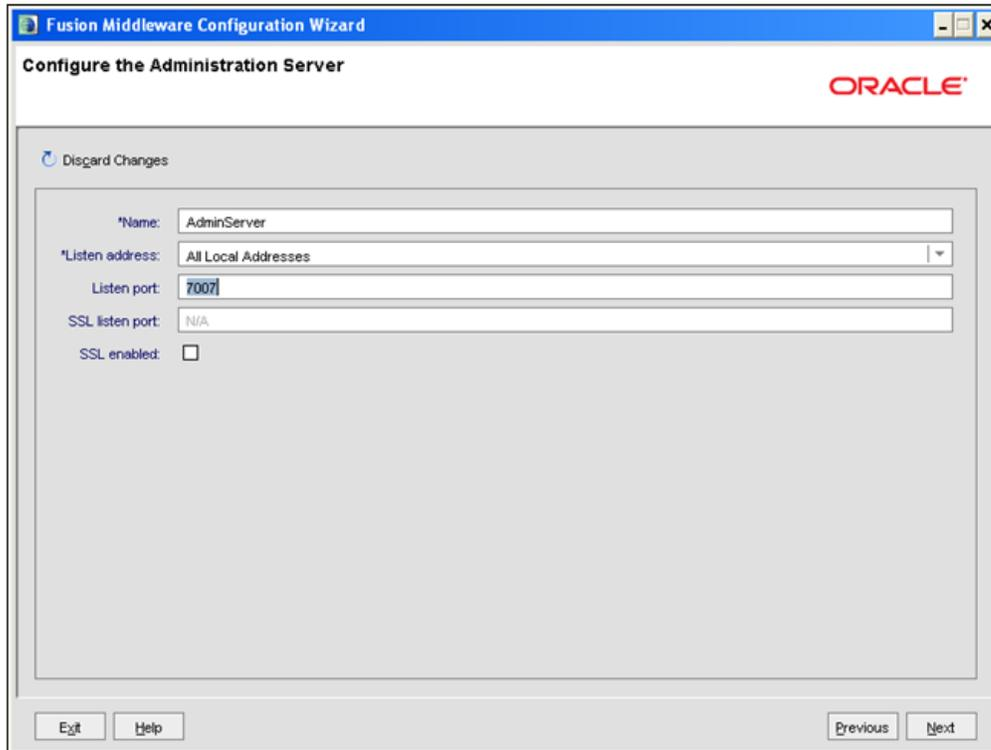 Fusion Middleware Configuration Wizard
Configure the Administration Server
ORACLE
Discard Changes
*Name: AdminServer
*Listen address: All Local Addresses
Listen port: 7007
SSL listen port: N/A
SSL enabled:
Exit Help Previous Next